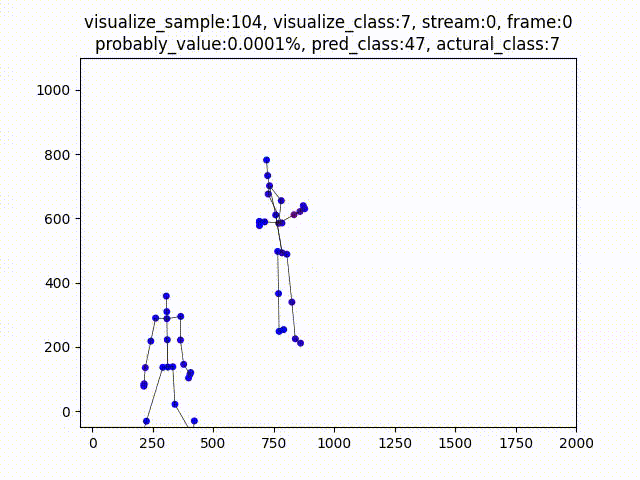 visualize_sample:104, visualize_class:7, stream:0, frame:0
probably_value:0.0001%, pred_class:47, actural_class:7
1000
800
600
400
200
0
0 250 500 750 1000 1250 1500 1750 2000